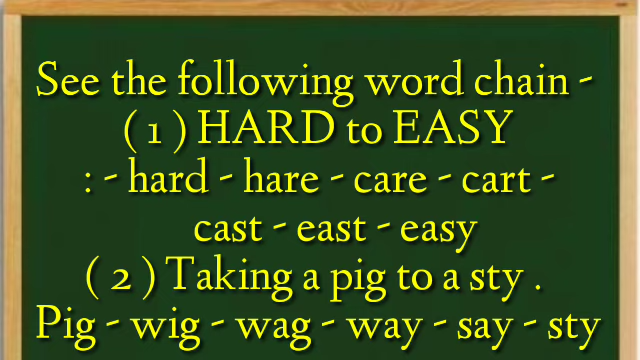 See the following word chain -
( 1 ) HARD to EASY
: - hard - hare - care - cart -
cast - east - easy
( 2 ) Taking a pig to a sty .
Pig - wig - wag - way - say - sty